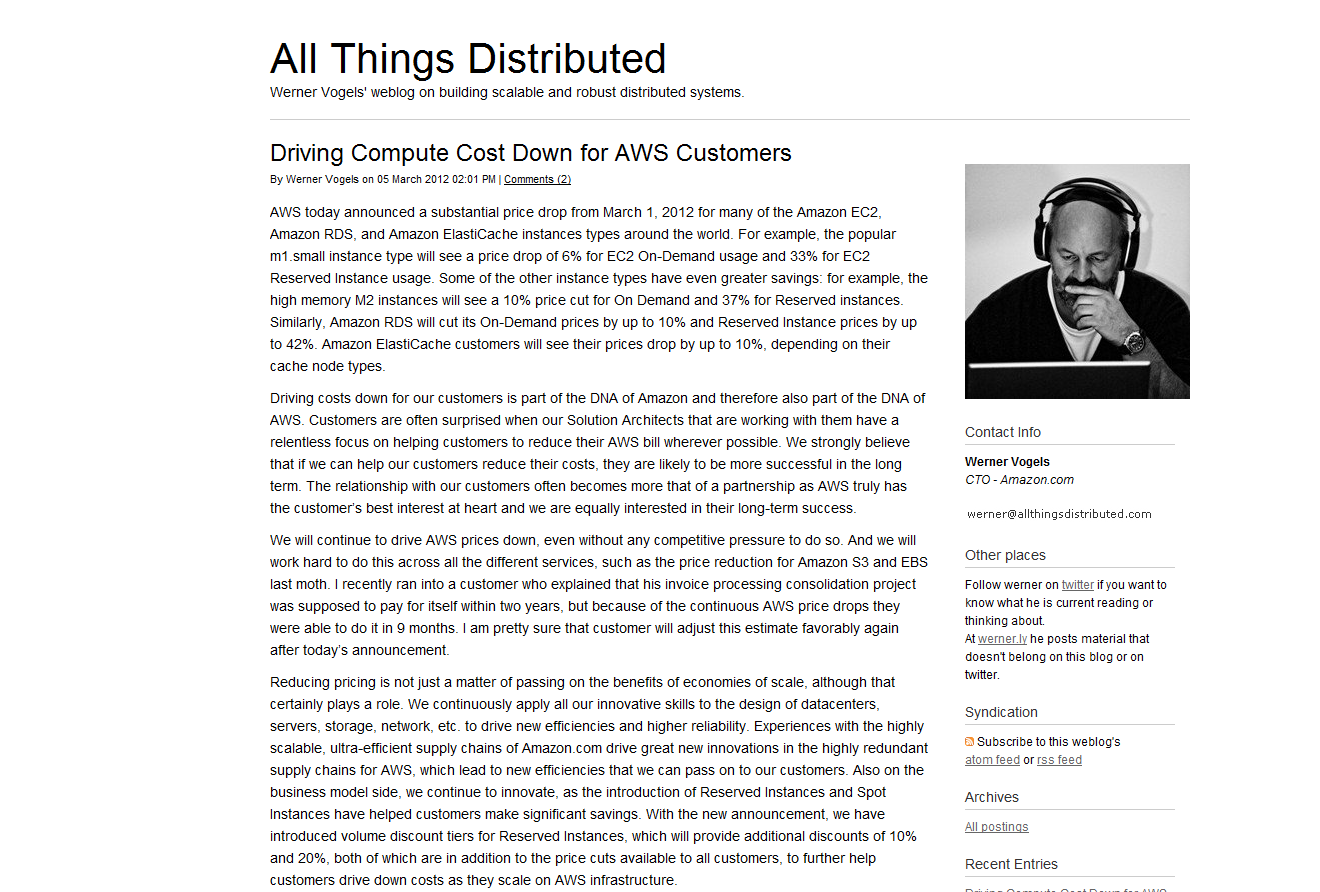 All Things Distributed
Werner Vogels' weblog on building scalable and robust distributed systems.
Driving Compute Cost Down for AWS Customers
By Werner Vogels on 05 March 2012 02:01 PM | Comments (2)
AWS today announced a substantial price drop from March 1, 2012 for many of the Amazon EC2,
Amazon RDS, and Amazon ElastiCache instances types around the world. For example, the popular
m1.small instance type will see a price drop of 6% for EC2 On-Demand usage and 33% for EC2
Reserved Instance usage. Some of the other instance types have even greater savings: for example, the
high memory M2 instances will see a 10% price cut for On Demand and 37% for Reserved instances.
Similarly, Amazon RDS will cut its On-Demand prices by up to 10% and Reserved Instance prices by up
to 42%. Amazon ElastiCache customers will see their prices drop by up to 10%, depending on their
cache node types.
Driving costs down for our customers is part of the DNA of Amazon and therefore also part of the DNA of
AWS. Customers are often surprised when our Solution Architects that are working with them have a
relentless focus on helping customers to reduce their AWS bill wherever possible. We strongly believe
that if we can help our customers reduce their costs, they are likely to be more successful in the long
term. The relationship with our customers often becomes more that of a partnership as AWS truly has
the customer's best interest at heart and we are equally interested in their long-term success.
We will continue to drive AWS prices down, even without any competitive pressure to do so. And we will
work hard to do this across all the different services, such as the price reduction for Amazon S3 and EBS
last moth. I recently ran into a customer who explained that his invoice processing consolidation project
was supposed to pay for itself within two years, but because of the continuous AWS price drops they
were able to do it in 9 months. I am pretty sure that customer will adjust this estimate favorably again
after today's announcement.
Reducing pricing is not just a matter of passing on the benefits of economies of scale, although that
certainly plays a role. We continuously apply all our innovative skills to the design of datacenters,
servers, storage, network, etc. to drive new efficiencies and higher reliability. Experiences with the highly
scalable, ultra-efficient supply chains of Amazon.com drive great new innovations in the highly redundant
supply chains for AWS, which lead to new efficiencies that we can pass on to our customers. Also on the
business model side, we continue to innovate, as the introduction of Reserved Instances and Spot
Instances have helped customers make significant savings. With the new announcement, we have
introduced volume discount tiers for Reserved Instances, which will provide additional discounts of 10%
and 20%, both of which are in addition to the price cuts available to all customers, to further help
customers drive down costs as they scale on AWS infrastructure.
Contact Info
Werner Vogels
CTO - Amazon.com
werner@allthingsdistributed.com
Other places
Follow werner on twitter if you want to
know what he is current reading or
thinking about.
At werner.ly he posts material that
doesn't belong on this blog or on
twitter.
Syndication
Subscribe to this weblog's
atom feed or rss feed
Archives
All postings
Recent Entries
Driving Compute Cost Down for AWS